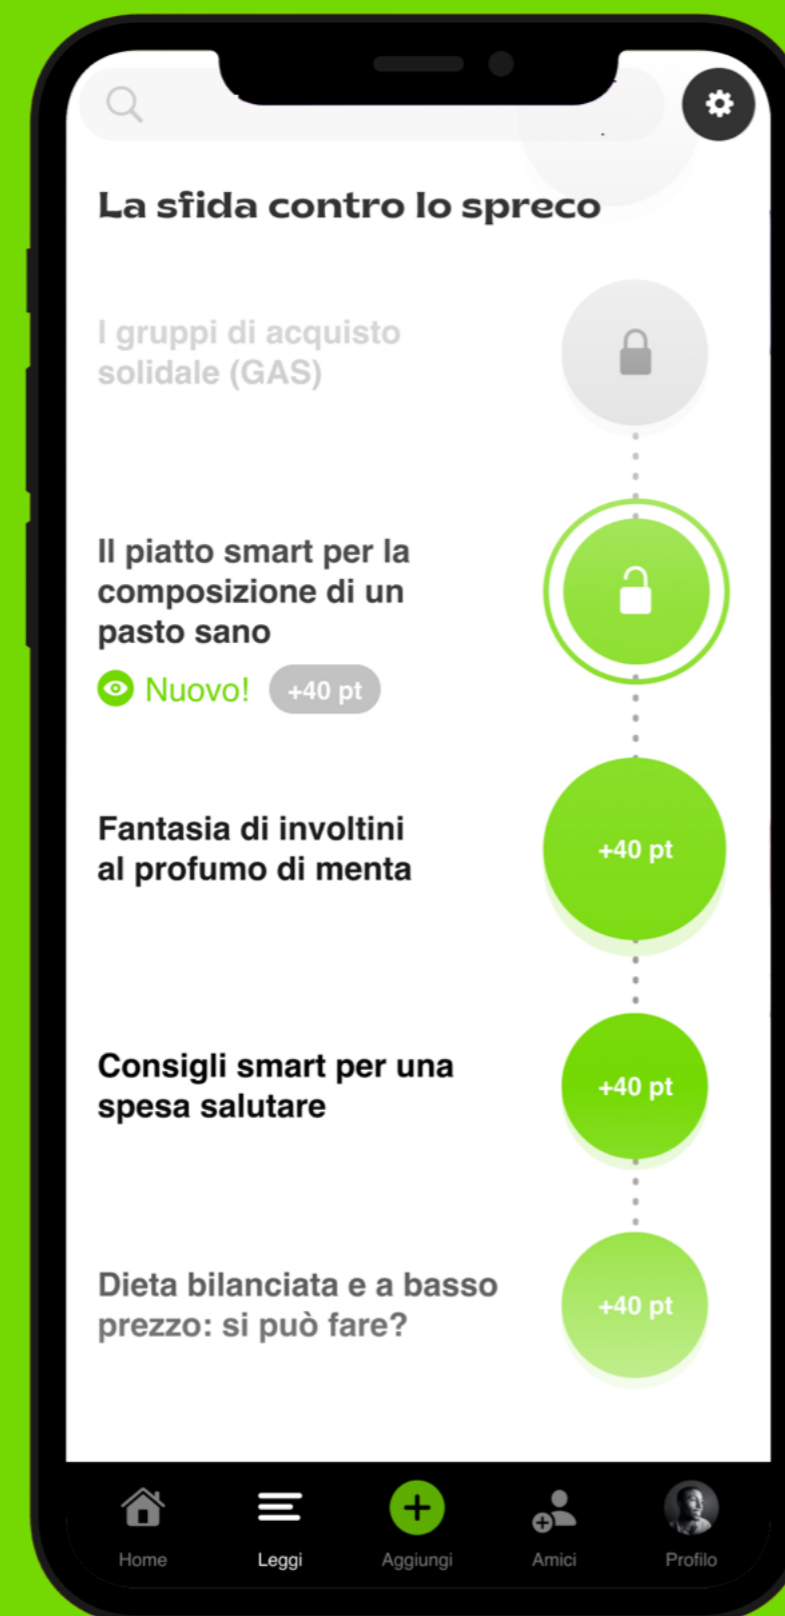 La sfida contro lo spreco
I gruppi di acquisto
solidale (GAS)
Il piatto smart per la
composizione di un
pasto sano
Nuovo! +40 pt
Fantasia di involtini
al profumo di menta
+40 pt
Consigli smart per una
spesa salutare
+40 pt
Dieta bilanciata e a basso
prezzo: si può fare?
+40 pt
Home Leggi Aggiungi Amici Profilo